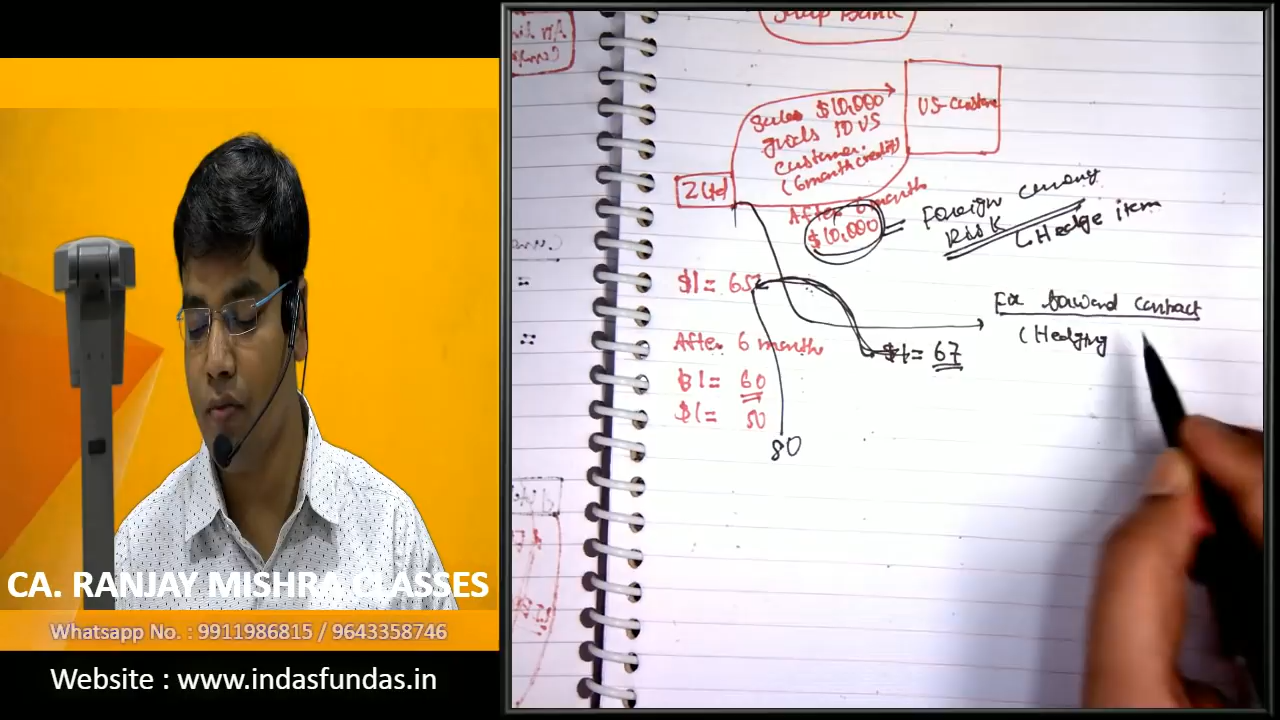 CA. RANJAY MISHRA CLASSES
Whatsapp No. : 9911986815 / 9643358746
Website : www.indasfundas.in
Bank
Sales $10,000
goods to US
customer.
(6 month credit)
US-Custome
Z Ltd
After 6 month
$10,000
Foreign currency
Risk
Hedge item
$1 = 65
After 6 month
$1 = 60
$1 = 50
80
$1 = 67
Fx forward contract
(Hedging